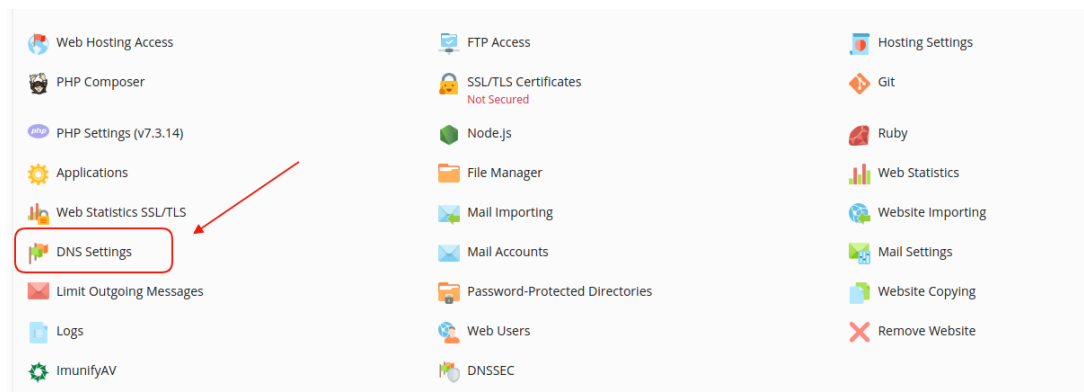 Web Hosting Access
FTP Access
Hosting Settings
PHP Composer
SSL/TLS Certificates
Not Secured
Git
php
PHP Settings (v7.3.14)
Node.js
Ruby
Applications
File Manager
Web Statistics
Web Statistics SSL/TLS
Mail Importing
Website Importing
DNS Settings
Mail Accounts
Mail Settings
Limit Outgoing Messages
Password-Protected Directories
Website Copying
Logs
Web Users
Remove Website
ImunifyAV
DNSSEC